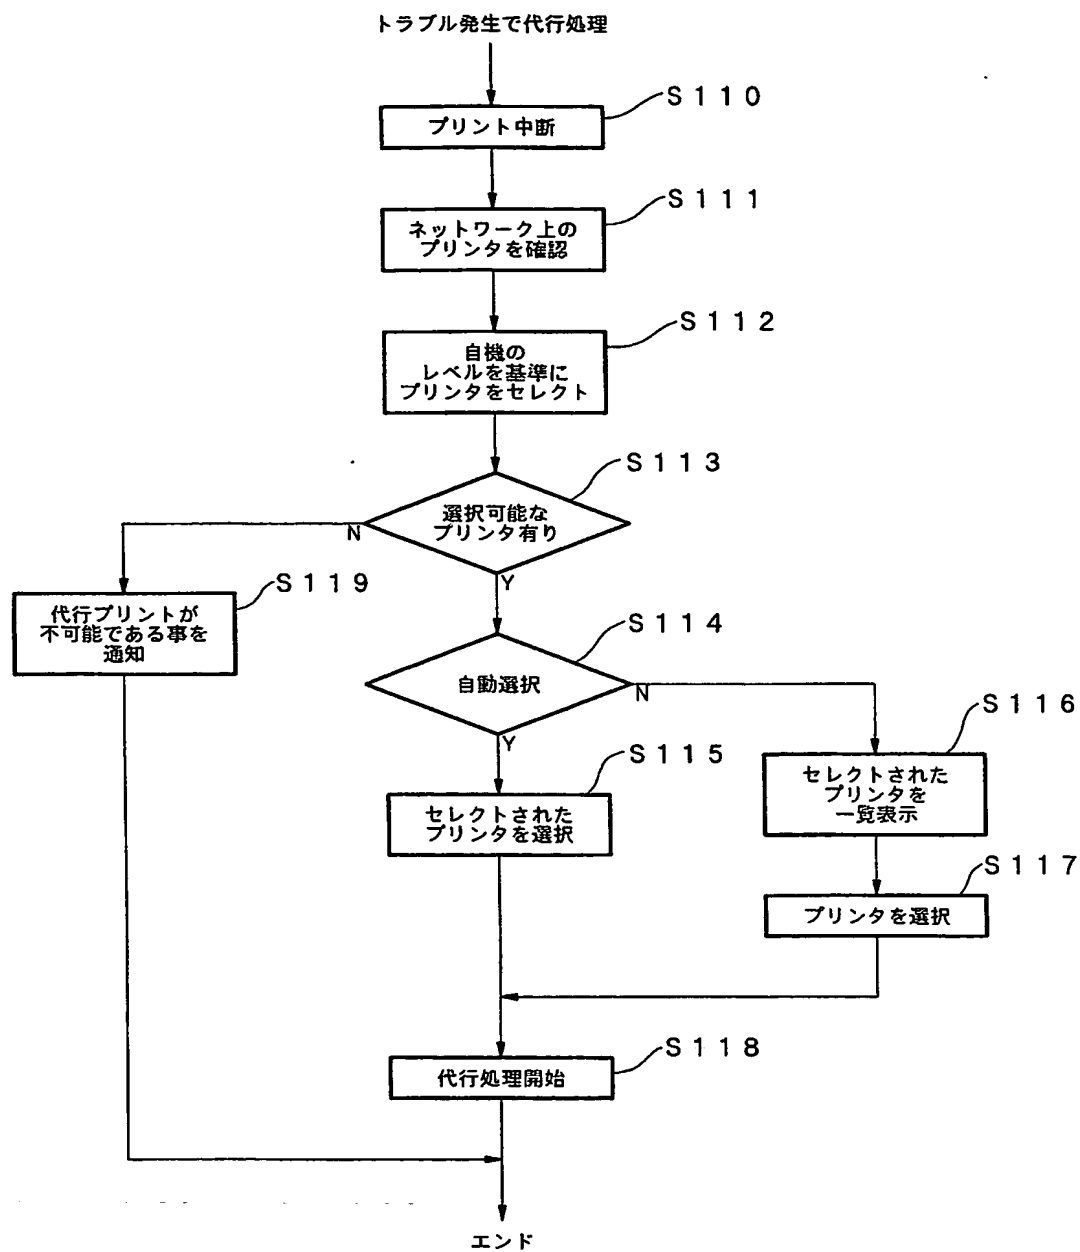 トラブル発生で代行処理
S110
プリント中断
S111
ネットワーク上の
プリンタを確認
S112
自機の
レベルを基準に
プリンタをセレクト
S113
選択可能な
プリンタ有り
N
Y
S119
代行プリントが
不可能である事を
通知
S114
自動選択
N
Y
S116
セレクトされた
プリンタを
一覧表示
S115
セレクトされた
プリンタを選択
S117
プリンタを選択
S118
代行処理開始
エンド